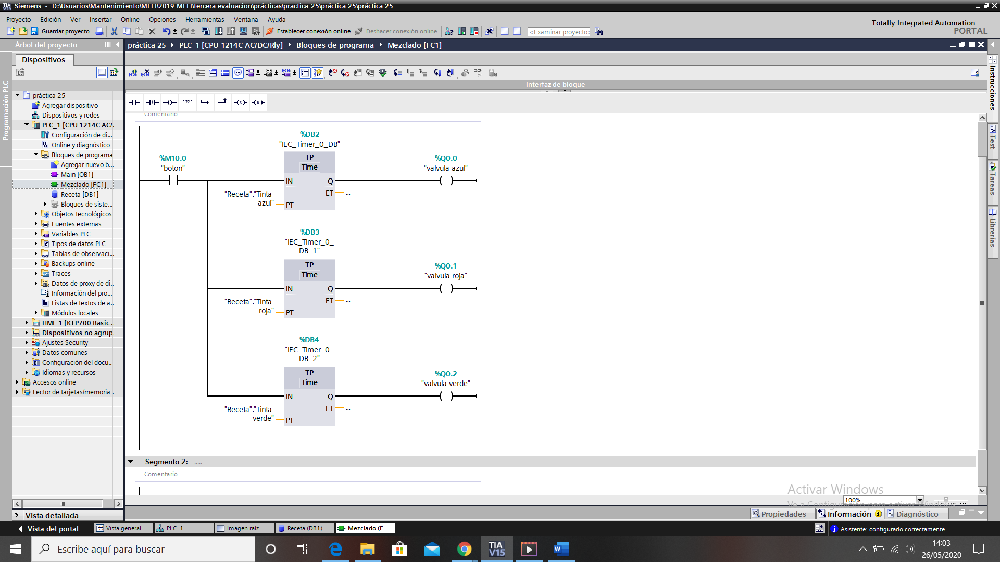 Siemens - D:\Usuarios\Mantenimiento\MEEI\2019 MEEI\tercera evaluacion\prácticas\practica 25\práctica 25\práctica 25
Proyecto Edición Ver Insertar Online Opciones Herramientas Ventana Ayuda
Totally Integrated Automation
PORTAL
Guardar proyecto Establecer conexión online Deshacer conexión online <Examinar proyecto>
Árbol del proyecto
práctica 25 PLC_1 [CPU 1214C AC/DC/Rly] Bloques de programa Mezclado [FC1]
Dispositivos
Programación PLC
práctica 25
Agregar dispositivo
Dispositivos y redes
PLC_1 [CPU 1214C AC/.
Configuración de di...
Online y diagnóstico
Bloques de programa
Agregar nuevo b...
Main [OB1]
Mezclado [FC1]
Receta [DB1]
Bloques de siste...
Objetos tecnológicos
Fuentes externas
Variables PLC
Tipos de datos PLC
Tablas de observaci...
Backups online
Traces
Datos de proxy de di...
Información del pro...
Listas de textos de a...
Módulos locales
HMI_1 [KTP700 Basic .
Dispositivos no agrup
Ajustes Security
Datos comunes
Configuración del docu...
Idiomas y recursos
Accesos online
Lector de tarjetas/memoria .
Vista detallada
Interfaz de bloque
Comentario
%DB2
"IEC_Timer_0_DB"
%M10.0
"boton"
TP
Time
%Q0.0
"valvula azul"
IN Q
ET ...
"Receta"."Tinta
azul" PT
%DB3
"IEC_Timer_0_
DB_1"
TP
Time
%Q0.1
"valvula roja"
IN Q
ET ...
"Receta"."Tinta
roja" PT
%DB4
"IEC_Timer_0_
DB_2"
TP
Time
%Q0.2
"valvula verde"
IN Q
ET ...
"Receta"."Tinta
verde" PT
Segmento 2: .....
Comentario
Instrucciones
Test
Tareas
Librerías
Activar Windows
Ve a Configuración para activar Windows.
100%
Propiedades Información Diagnóstico
Vista del portal Vista general PLC_1 Imagen raíz Receta (DB1) Mezclado (F... Asistente: configurado correctamente ...
Escribe aquí para buscar
TIA
V15
14:03
26/05/2020